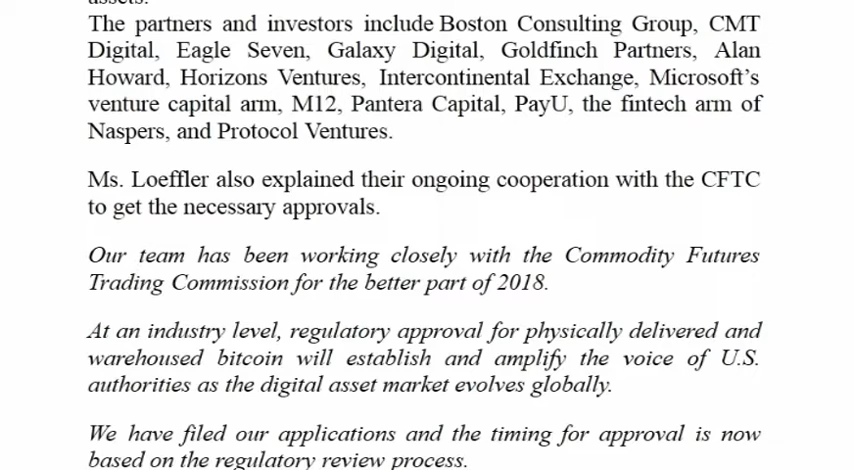 assets.
The partners and investors include Boston Consulting Group, CMT
Digital, Eagle Seven, Galaxy Digital, Goldfinch Partners, Alan
Howard, Horizons Ventures, Intercontinental Exchange, Microsoft’s
venture capital arm, M12, Pantera Capital, PayU, the fintech arm of
Naspers, and Protocol Ventures.
Ms. Loeffler also explained their ongoing cooperation with the CFTC
to get the necessary approvals.
Our team has been working closely with the Commodity Futures
Trading Commission for the better part of 2018.
At an industry level, regulatory approval for physically delivered and
warehoused bitcoin will establish and amplify the voice of U.S.
authorities as the digital asset market evolves globally.
We have filed our applications and the timing for approval is now
based on the regulatory review process.